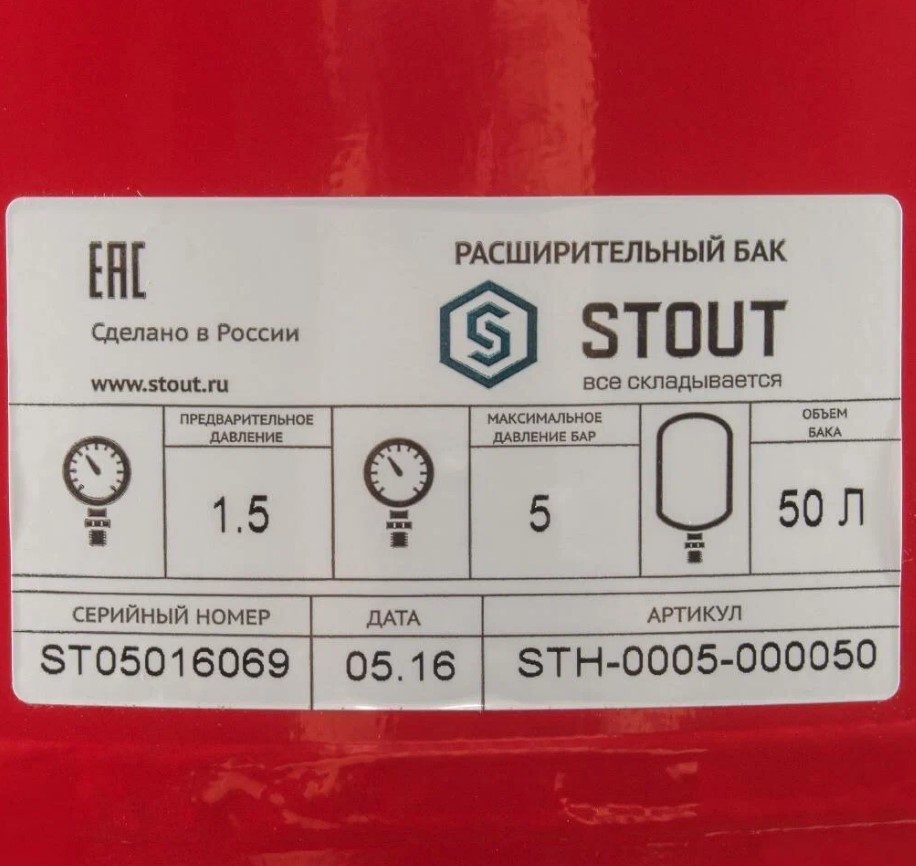 EAC
Сделано в России
www.stout.ru
РАСШИРИТЕЛЬНЫЙ БАК
STOUT
все складывается
ПРЕДВАРИТЕЛЬНОЕ
ДАВЛЕНИЕ
1.5
МАКСИМАЛЬНОЕ
ДАВЛЕНИЕ БАР
5
ОБЪЕМ
БАКА
50 Л
СЕРИЙНЫЙ НОМЕР
ST05016069
ДАТА
05.16
АРТИКУЛ
STH-0005-000050